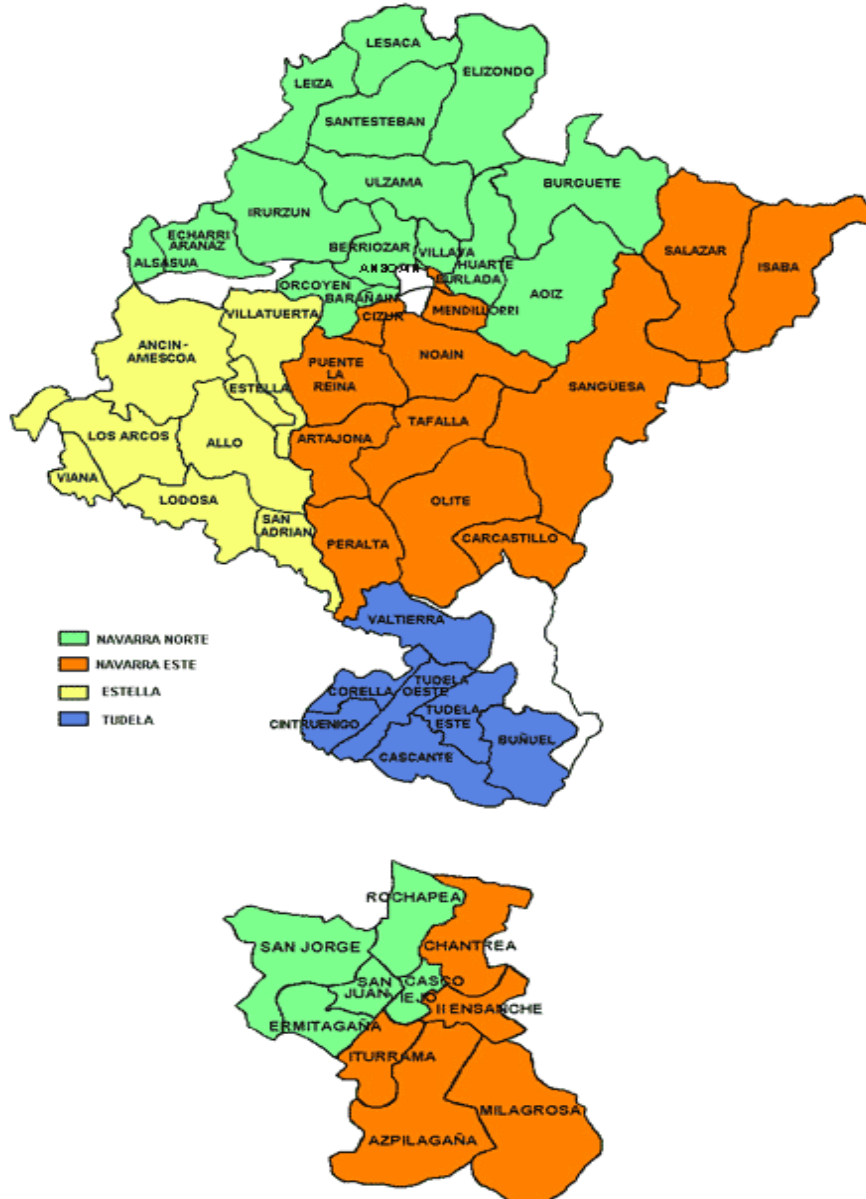 LESACA
ELIZONDO
LEIZA
SANTESTEBAN
ULZAMA
BURGUETE
IRURZUN
ECHARRI
ARANAZ
BERRIOZAR
VILLAVA
SALAZAR
ISABA
ALSASUA
HUARTE
ORCOYEN
BURLADA
BARAÑAIN
AOIZ
VILLATUERTA
CIZUR
MENDILLORRI
ANCIN-
AMESCOA
NOAIN
PUENTE
LA
REINA
ESTELLA
SANGÜESA
TAFALLA
LOS ARCOS
ALLO
ARTAJONA
VIANA
LODOSA
OLITE
SAN
ADRIAN
PERALTA
CARCASTILLO
VALTIERRA
NAVARRA NORTE
NAVARRA ESTE
ESTELLA
TUDELA
TUDELA
OESTE
CORELLA
TUDELA
ESTE
CINTRUENIGO
BUÑUEL
CASCANTE
ROCHAPEA
SAN JORGE
CHANTREA
SAN
JUAN
CASCO
IEJO
II ENSANCHE
ERMITAGAÑA
ITURRAMA
MILAGROSA
AZPILAGAÑA